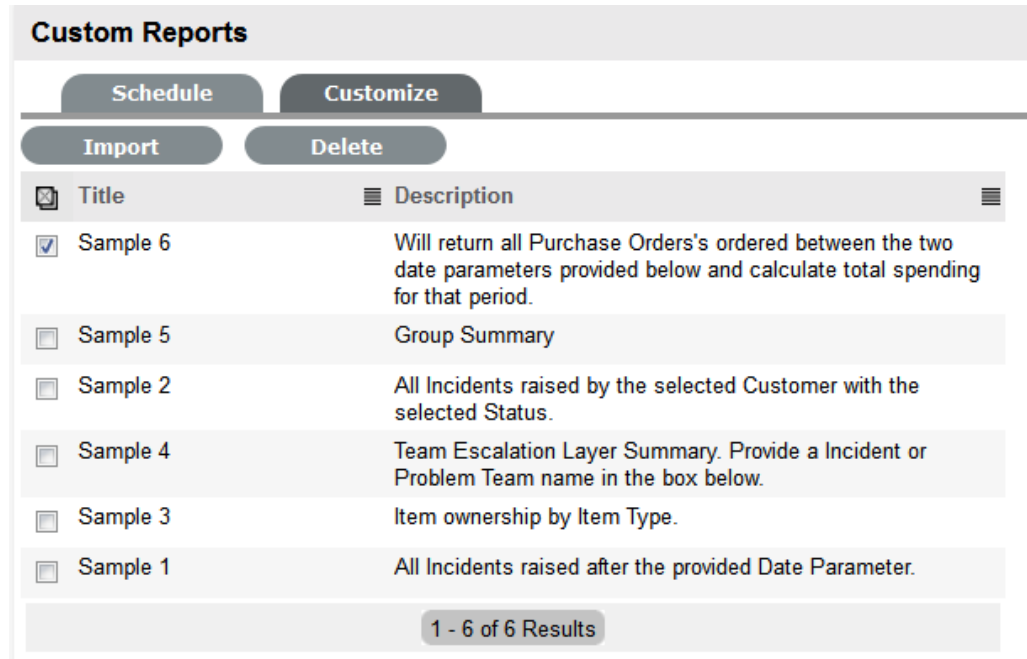 Custom Reports
Schedule Customize
Import Delete
Title Description
Sample 6 Will return all Purchase Orders's ordered between the two
date parameters provided below and calculate total spending
for that period.
Sample 5 Group Summary
Sample 2 All Incidents raised by the selected Customer with the
selected Status.
Sample 4 Team Escalation Layer Summary. Provide a Incident or
Problem Team name in the box below.
Sample 3 Item ownership by Item Type.
Sample 1 All Incidents raised after the provided Date Parameter.
1 - 6 of 6 Results